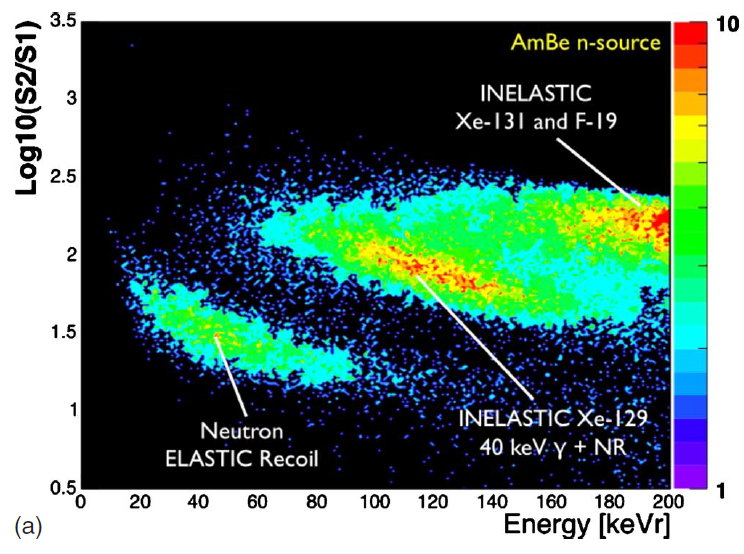 3.5
3
2.5
2
1.5
1
0.5
Log10(S2/S1)
AmBe n-source
INELASTIC
Xe-131 and F-19
Neutron
ELASTIC Recoil
INELASTIC Xe-129
40 keV γ + NR
10
1
0 20 40 60 80 100 120 140 160 180 200
Energy [keVr]
(a)